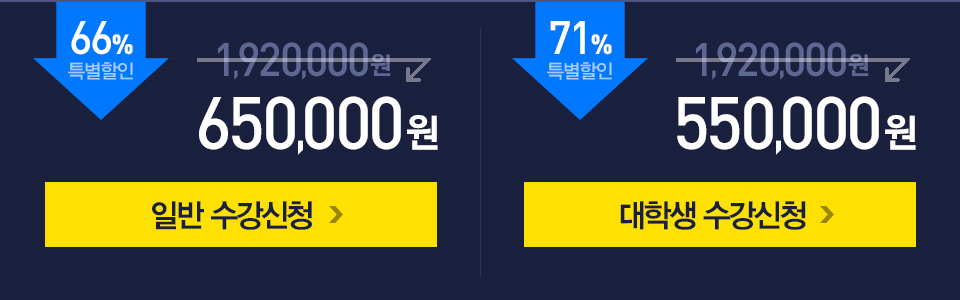 66%
특별할인
1,920,000원
650,000원
일반 수강신청 >
71%
특별할인
1,920,000원
550,000원
대학생 수강신청 >